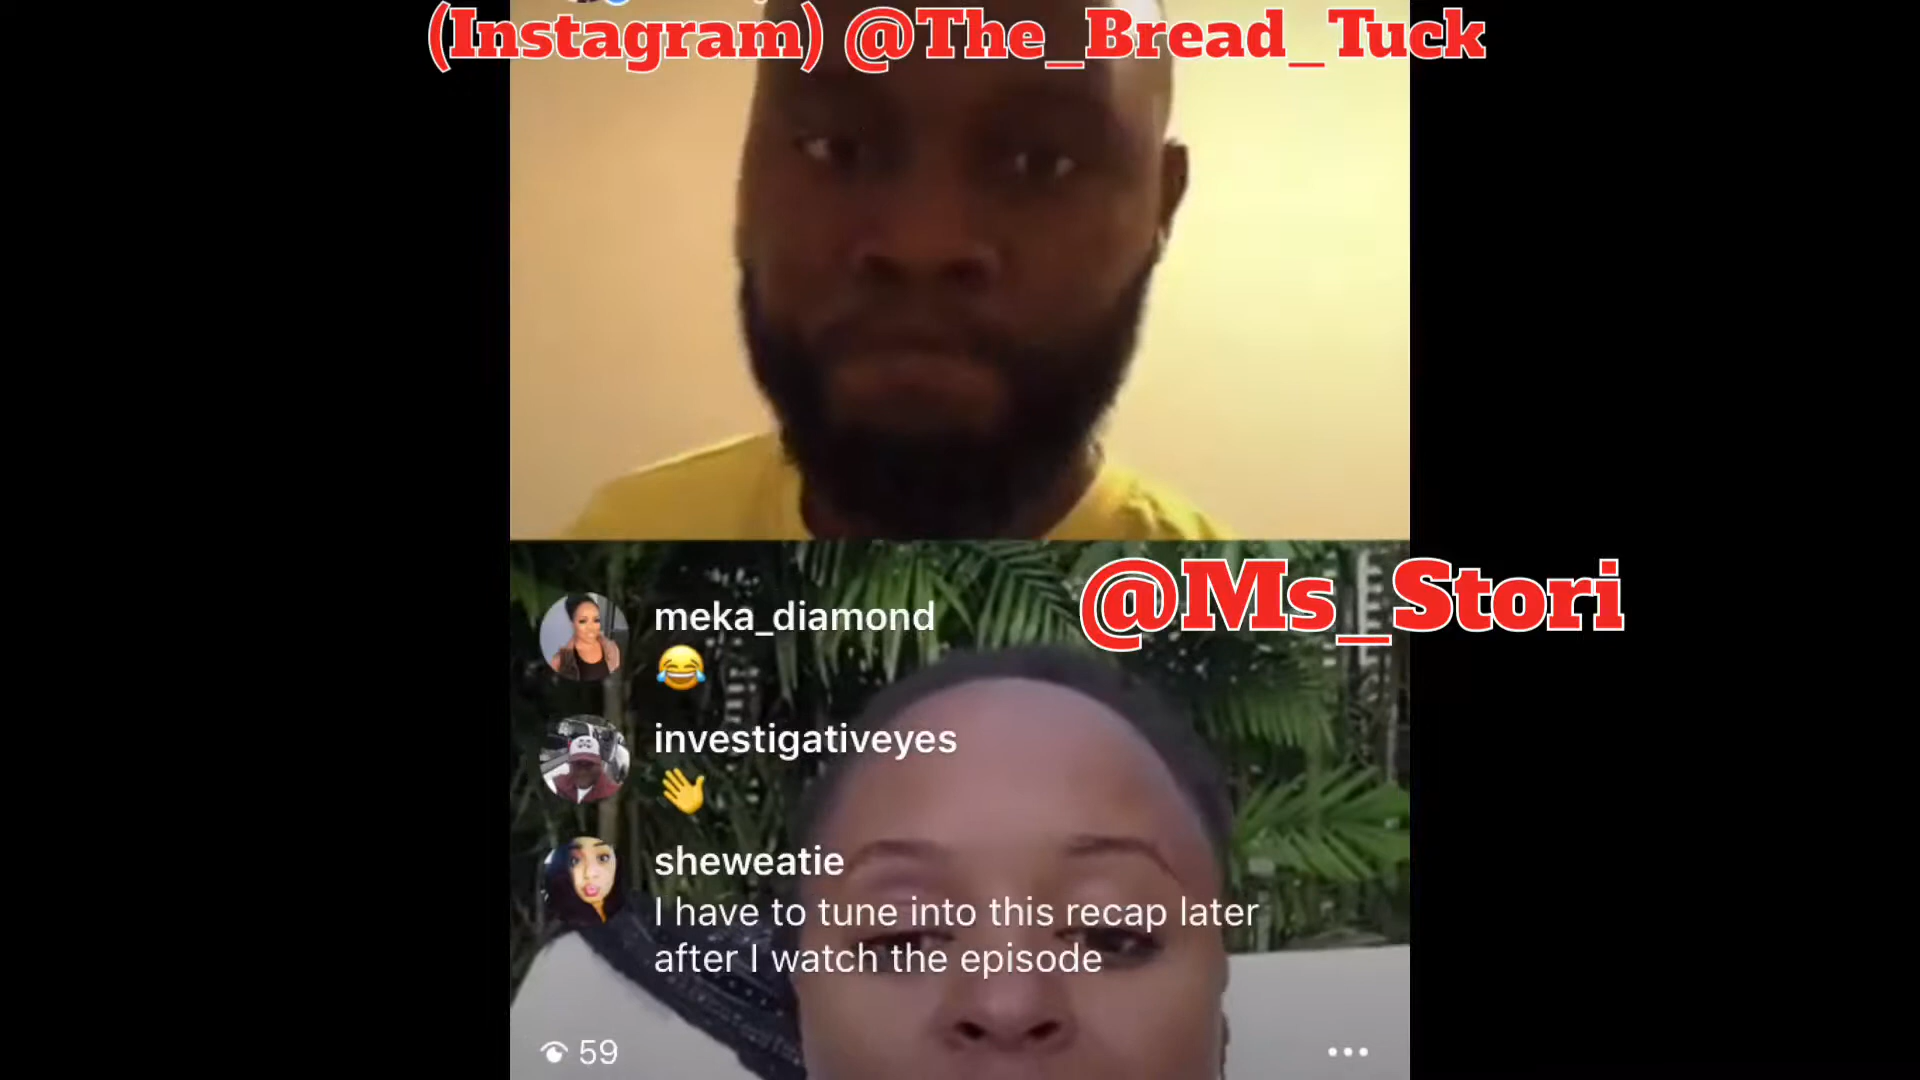 (Instagram) @The_Bread_Tuck
@Ms_Stori
meka_diamond
😂
investigativeyes
👋
sheweatie
I have to tune into this recap later
after I watch the episode
59